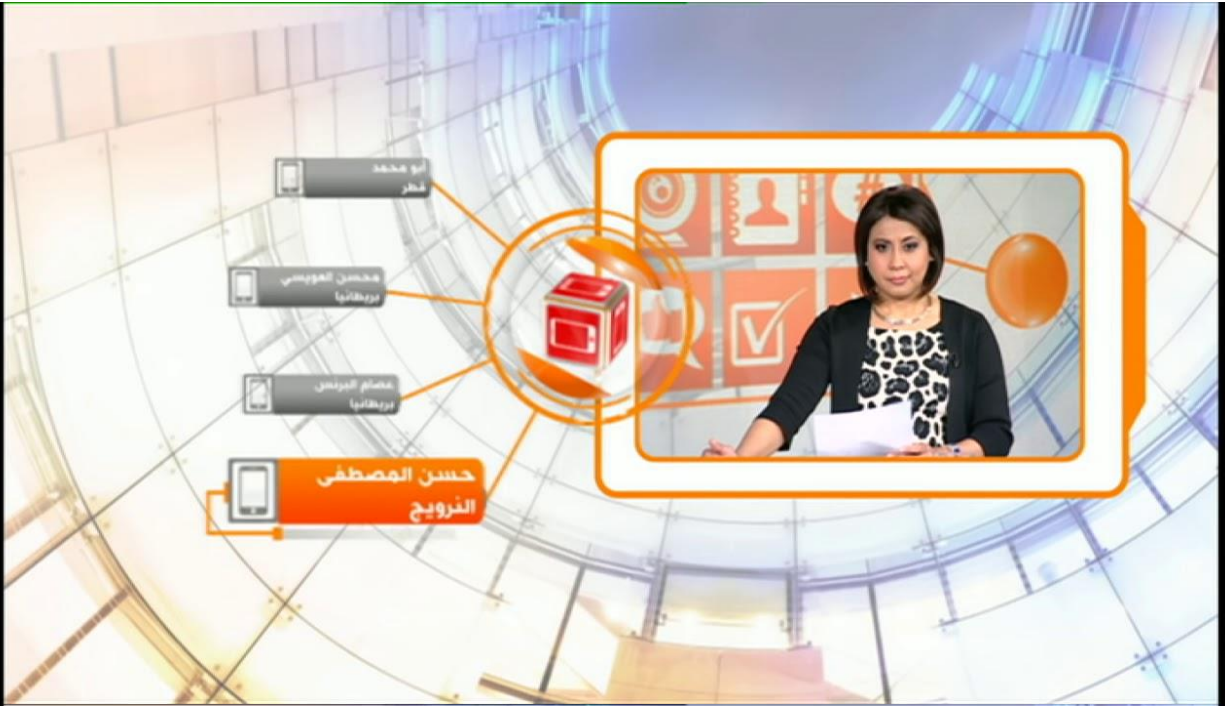 أبو محمد
قطر
محسن العويسي
بريطانيا
عصام البرنس
بريطانيا
حسن المصطفى
النرويج